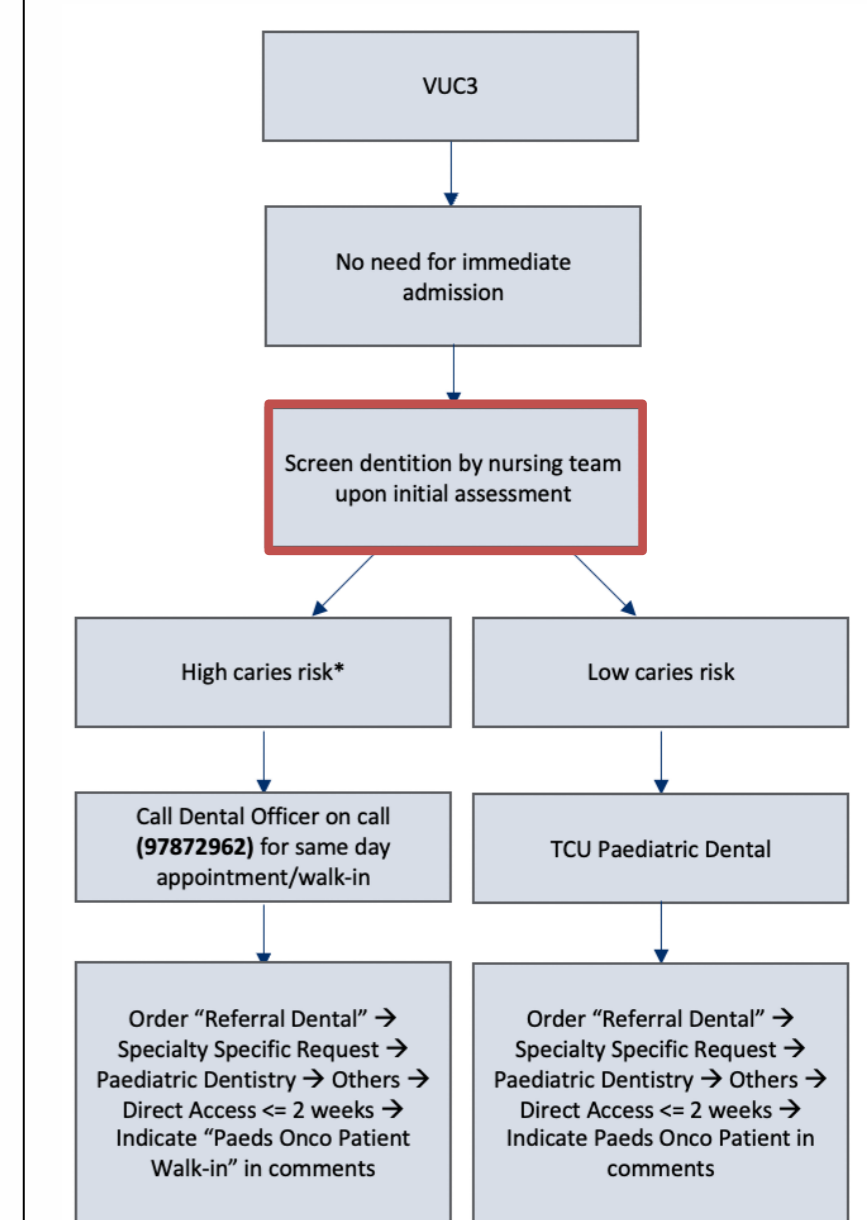 VUC3
No need for immediate
admission
Screen dentition by nursing team
upon initial assessment
High caries risk*
Low caries risk
Call Dental Officer on call
(97872962) for same day
appointment/walk-in
TCU Paediatric Dental
Order “Referral Dental” →
Specialty Specific Request →
Paediatric Dentistry → Others →
Direct Access <= 2 weeks →
Indicate “Paeds Onco Patient
Walk-in” in comments
Order “Referral Dental” →
Specialty Specific Request →
Paediatric Dentistry → Others →
Direct Access <= 2 weeks →
Indicate Paeds Onco Patient in
comments